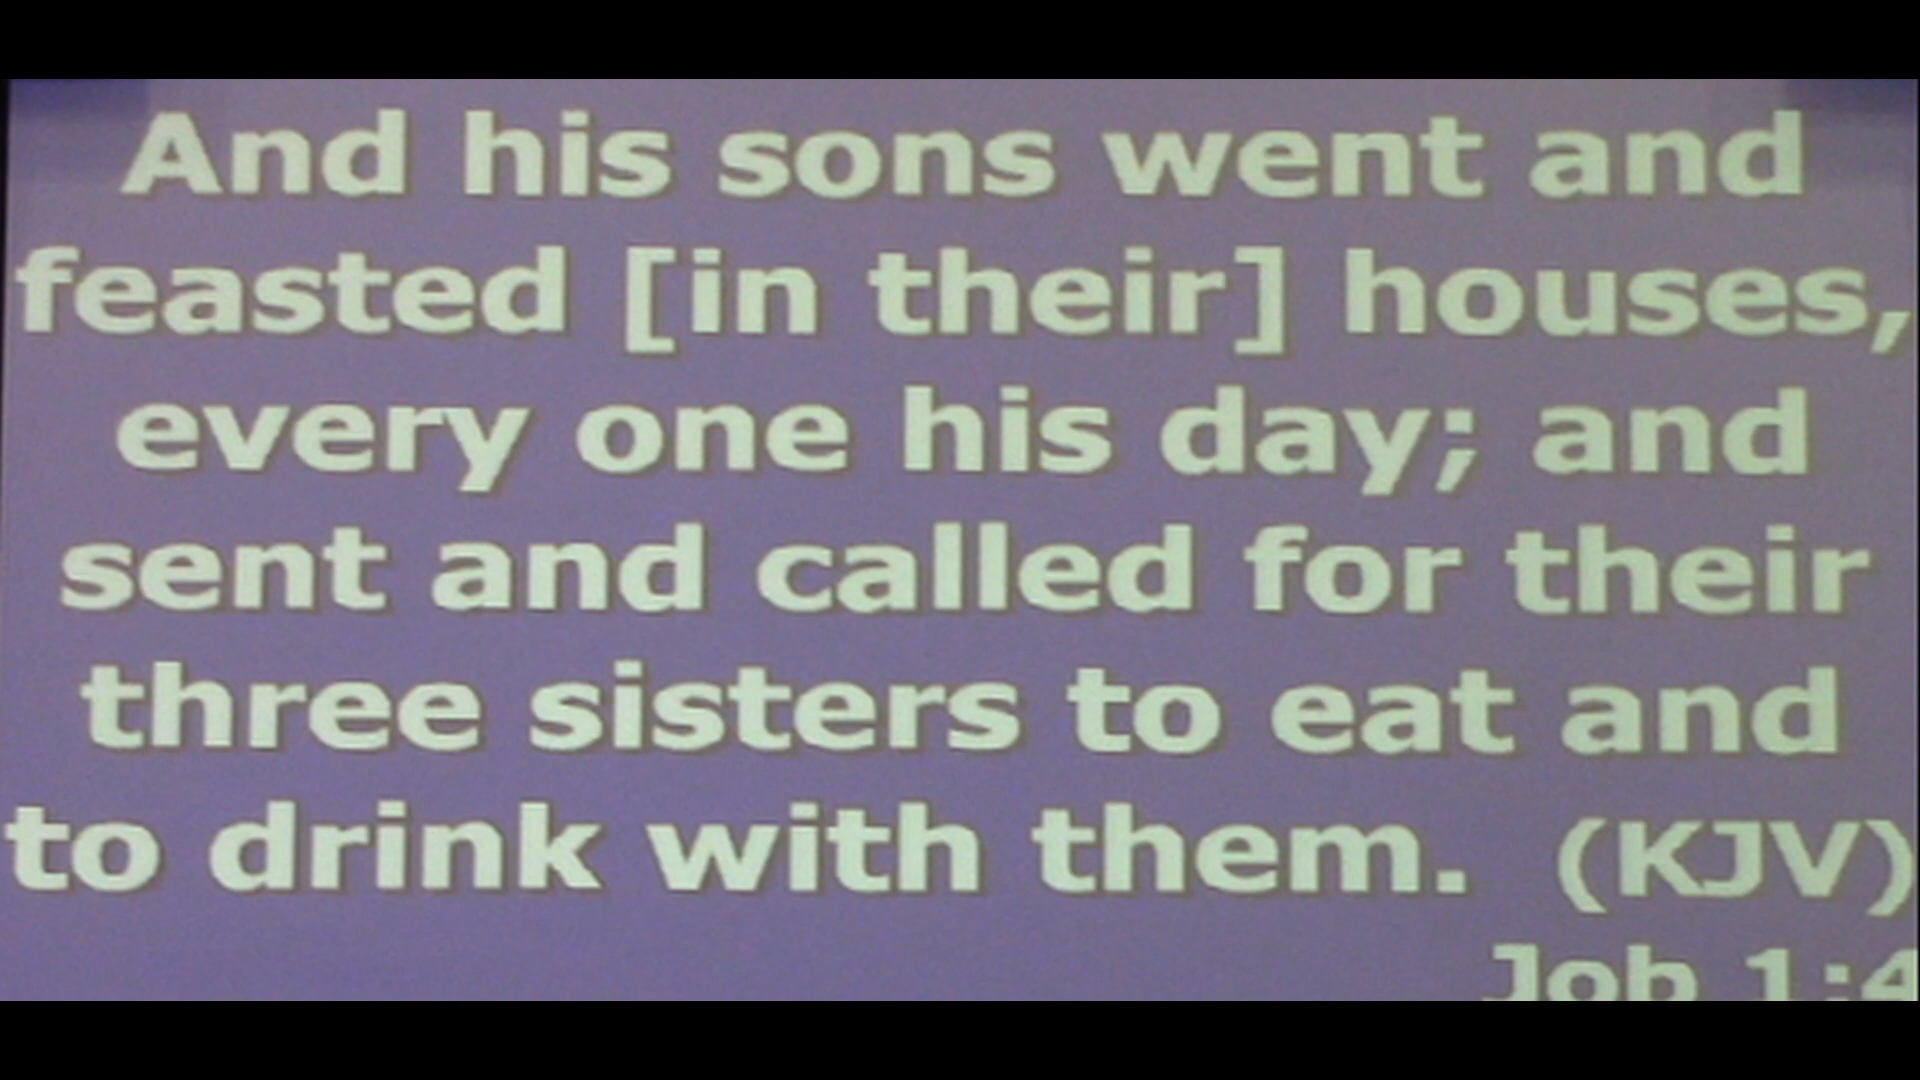 And his sons went and
feasted [in their] houses,
every one his day; and
sent and called for their
three sisters to eat and
to drink with them. (KJV)
Job 1:4